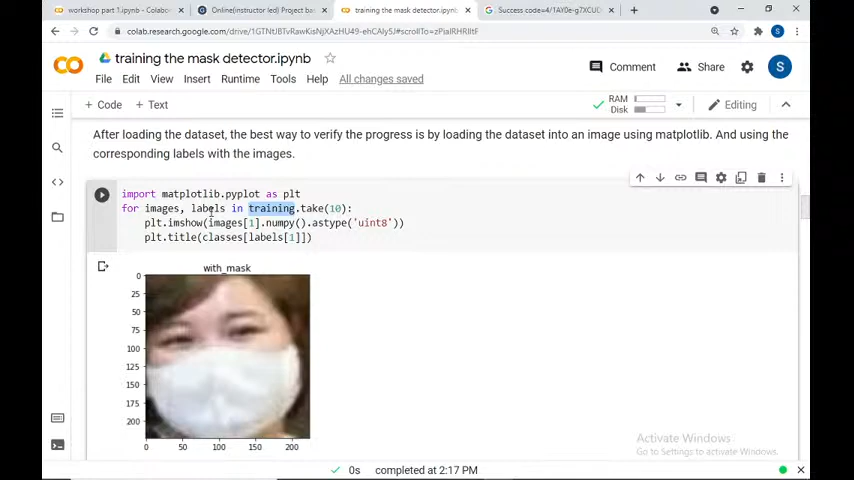 workshop part 1.ipynb - Colabo
Online(instructor led) Project ba
training the mask detector.ipynb
Success code=4/1AY0e-g7XCUD
colab.research.google.com/drive/
training the mask detector.ipynb
Comment
Share
S
File Edit View Insert Runtime Tools Help All changes saved
+ Code + Text
RAM
Disk
Editing
After loading the dataset, the best way to verify the progress is by loading the dataset into an image using matplotlib. And using the
corresponding labels with the images.
import matplotlib.pyplot as plt
for images, labels in training.take(10):
plt.imshow(images[1].numpy().astype('uint8'))
plt.title(classes[labels[1]])
with_mask
0
25
50
75
100
125
150
175
200
0 50 100 150 200
Activate Windows
Go to Settings to activate Windows.
0s completed at 2:17 PM